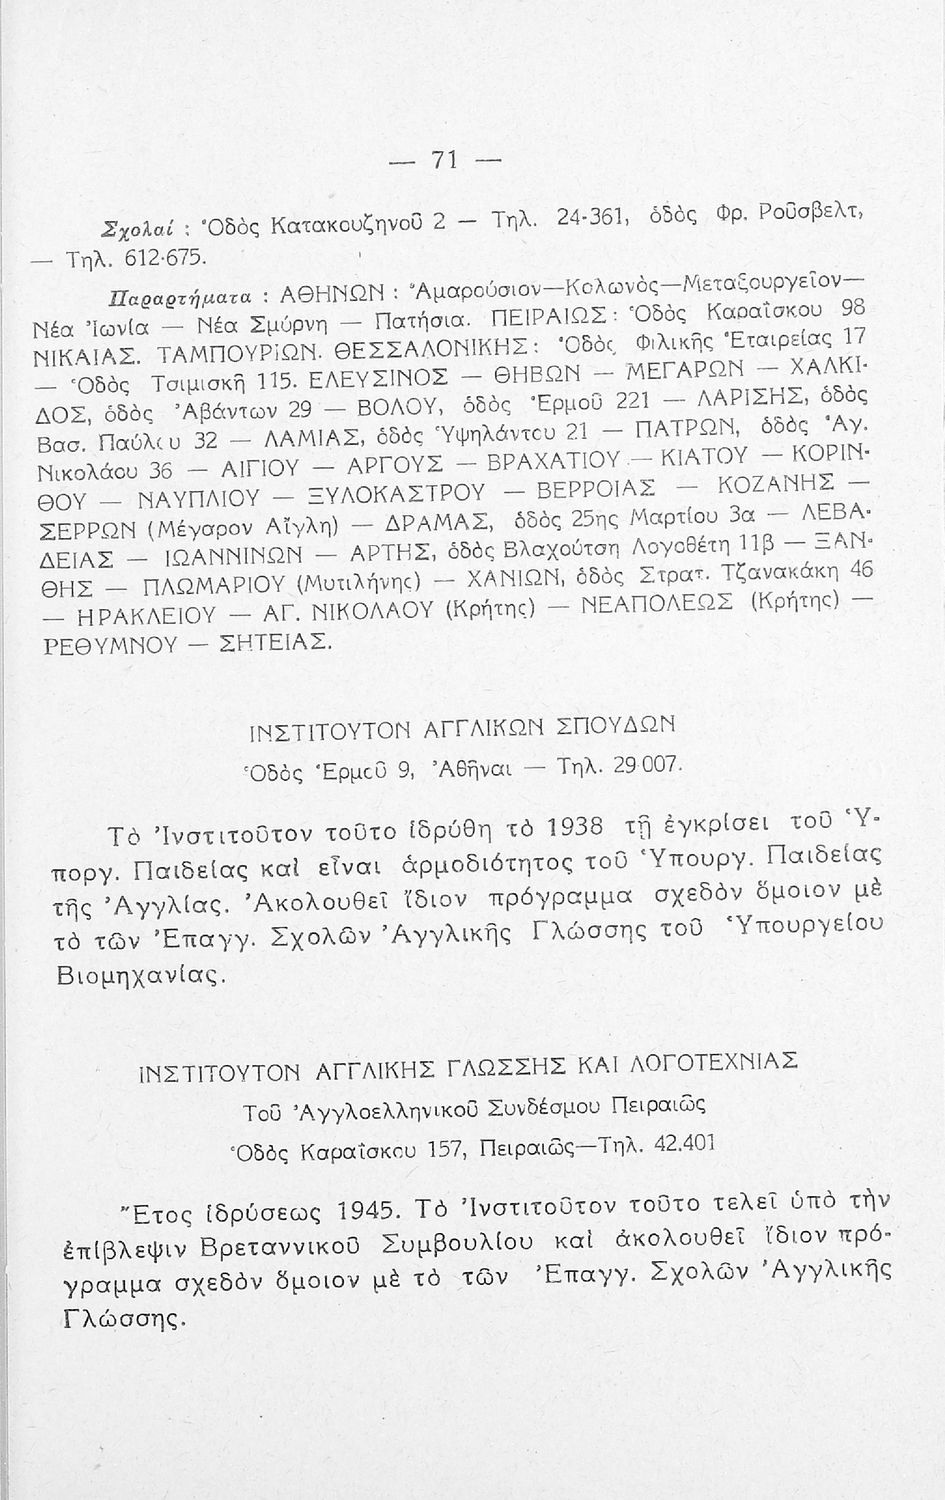 — 71 —
Σχολαί : Ὁδὸς Κατακουζηνοῦ 2 — Τηλ. 24-361, ὁδὸς Φρ. Ροῦσβελτ,
— Τηλ. 612-675.
Παραρτήματα : ΑΘΗΝΩΝ : Ἀμαρούσιον—Κολωνὸς—Μεταξουργεῖον—
Νέα Ἰωνία — Νέα Σμύρνη — Πατήσια. ΠΕΙΡΑΙΩΣ : Ὁδὸς Καραΐσκου 98
ΝΙΚΑΙΑΣ. ΤΑΜΠΟΥΡΙΩΝ. ΘΕΣΣΑΛΟΝΙΚΗΣ : Ὁδὸς Φιλικῆς Ἑταιρείας 17
— Ὁδὸς Τσιμισκῆ 115. ΕΛΕΥΣΙΝΟΣ — ΘΗΒΩΝ — ΜΕΓΑΡΩΝ — ΧΑΛΚΙ-
ΔΟΣ, ὁδὸς Ἀβάντων 29 — ΒΟΛΟΥ, ὁδὸς Ἑρμοῦ 221 — ΛΑΡΙΣΗΣ, ὁδὸς
Βασ. Παύλου 32 — ΛΑΜΙΑΣ, ὁδὸς Ὑψηλάντου 21 — ΠΑΤΡΩΝ, ὁδὸς Ἁγ.
Νικολάου 36 — ΑΙΓΙΟΥ — ΑΡΓΟΥΣ — ΒΡΑΧΑΤΙΟΥ — ΚΙΑΤΟΥ — ΚΟΡΙΝ-
ΘΟΥ — ΝΑΥΠΛΙΟΥ — ΞΥΛΟΚΑΣΤΡΟΥ — ΒΕΡΡΟΙΑΣ — ΚΟΖΑΝΗΣ —
ΣΕΡΡΩΝ (Μέγαρον Αἴγλη) — ΔΡΑΜΑΣ, ὁδὸς 25ης Μαρτίου 3α — ΛΕΒΑ-
ΔΕΙΑΣ — ΙΩΑΝΝΙΝΩΝ — ΑΡΤΗΣ, ὁδὸς Βλαχούτση Λογοθέτη 11β — ΞΑΝ-
ΘΗΣ — ΠΛΩΜΑΡΙΟΥ (Μυτιλήνης) — ΧΑΝΙΩΝ, ὁδὸς Στρατ. Τζανακάκη 46
— ΗΡΑΚΛΕΙΟΥ — ΑΓ. ΝΙΚΟΛΑΟΥ (Κρήτης) — ΝΕΑΠΟΛΕΩΣ (Κρήτης) —
ΡΕΘΥΜΝΟΥ — ΣΗΤΕΙΑΣ.
ΙΝΣΤΙΤΟΥΤΟΝ ΑΓΓΛΙΚΩΝ ΣΠΟΥΔΩΝ
Ὁδὸς Ἑρμοῦ 9, Ἀθῆναι — Τηλ. 29-007.
Τὸ Ἰνστιτοῦτον τοῦτο ἱδρύθη τὸ 1938 τῇ ἐγκρίσει τοῦ Ὑ-
ποργ. Παιδείας καὶ εἶναι ἁρμοδιότητος τοῦ Ὑπουργ. Παιδείας
τῆς Ἀγγλίας. Ἀκολουθεῖ ἴδιον πρόγραμμα σχεδὸν ὅμοιον μὲ
τὸ τῶν Ἐπαγγ. Σχολῶν Ἀγγλικῆς Γλώσσης τοῦ Ὑπουργείου
Βιομηχανίας.
ΙΝΣΤΙΤΟΥΤΟΝ ΑΓΓΛΙΚΗΣ ΓΛΩΣΣΗΣ ΚΑΙ ΛΟΓΟΤΕΧΝΙΑΣ
Τοῦ Ἀγγλοελληνικοῦ Συνδέσμου Πειραιῶς
Ὁδὸς Καραΐσκου 157, Πειραιῶς—Τηλ. 42.401
Ἔτος ἱδρύσεως 1945. Τὸ Ἰνστιτοῦτον τοῦτο τελεῖ ὑπὸ τὴν
ἐπίβλεψιν Βρεταννικοῦ Συμβουλίου καὶ ἀκολουθεῖ ἴδιον πρό-
γραμμα σχεδὸν ὅμοιον μὲ τὸ τῶν Ἐπαγγ. Σχολῶν Ἀγγλικῆς
Γλώσσης.